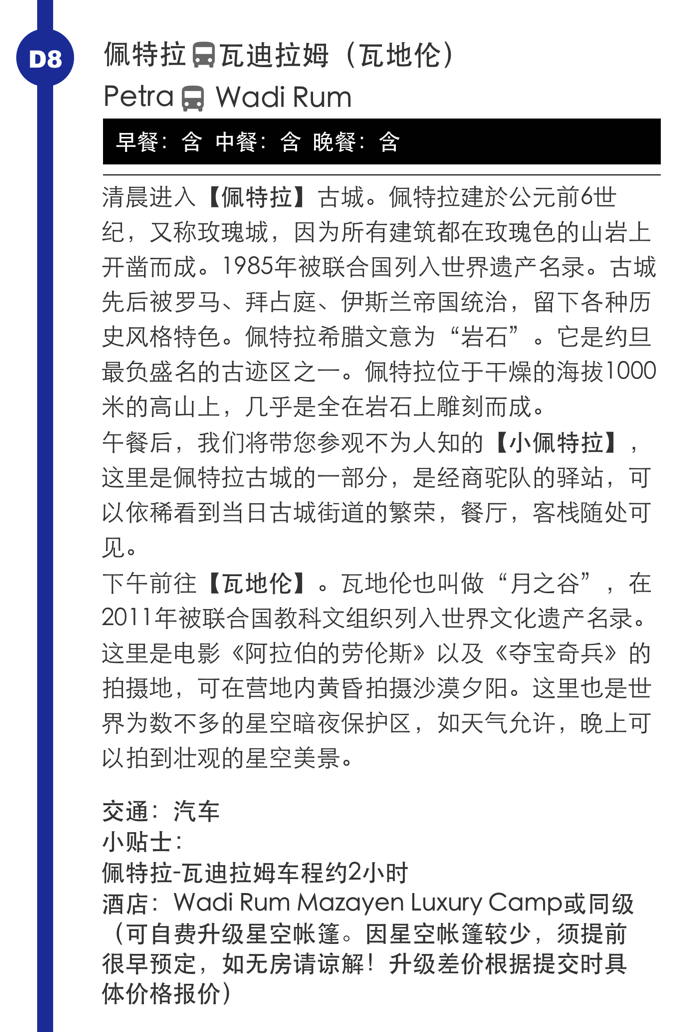 D8
佩特拉 瓦迪拉姆（瓦地伦）
Petra Wadi Rum
早餐：含 中餐：含 晚餐：含
清晨进入【佩特拉】古城。佩特拉建於公元前6世
纪，又称玫瑰城，因为所有建筑都在玫瑰色的山岩上
开凿而成。1985年被联合国列入世界遗产名录。古城
先后被罗马、拜占庭、伊斯兰帝国统治，留下各种历
史风格特色。佩特拉希腊文意为“岩石”。它是约旦
最负盛名的古迹区之一。佩特拉位于干燥的海拔1000
米的高山上，几乎是全在岩石上雕刻而成。
午餐后，我们将带您参观不为人知的【小佩特拉】，
这里是佩特拉古城的一部分，是经商驼队的驿站，可
以依稀看到当日古城街道的繁荣，餐厅，客栈随处可
见。
下午前往【瓦地伦】。瓦地伦也叫做“月之谷”，在
2011年被联合国教科文组织列入世界文化遗产名录。
这里是电影《阿拉伯的劳伦斯》以及《夺宝奇兵》的
拍摄地，可在营地内黄昏拍摄沙漠夕阳。这里也是世
界为数不多的星空暗夜保护区，如天气允许，晚上可
以拍到壮观的星空美景。
交通：汽车
小贴士：
佩特拉-瓦迪拉姆车程约2小时
酒店：Wadi Rum Mazayen Luxury Camp或同级
（可自费升级星空帐篷。因星空帐篷较少，须提前
很早预定，如无房请谅解！升级差价根据提交时具
体价格报价）